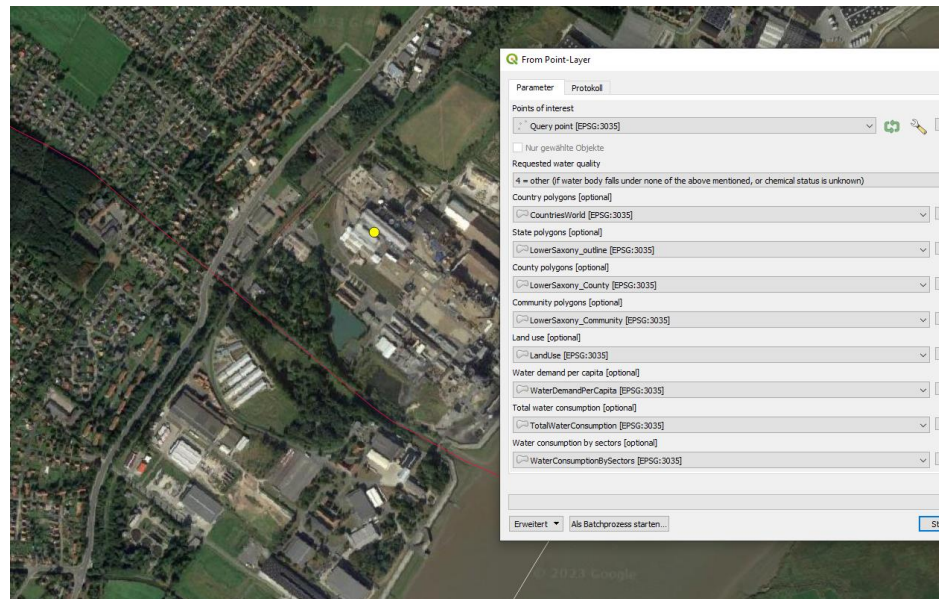 From Point-Layer
Parameter Protokoll
Points of interest
Query point [EPSG:3035]
Nur gewählte Objekte
Requested water quality
4 = other (if water body falls under none of the above mentioned, or chemical status is unknown)
Country polygons [optional]
CountriesWorld [EPSG:3035]
State polygons [optional]
LowerSaxony_outline [EPSG:3035]
County polygons [optional]
LowerSaxony_County [EPSG:3035]
Community polygons [optional]
LowerSaxony_Community [EPSG:3035]
Land use [optional]
LandUse [EPSG:3035]
Water demand per capita [optional]
WaterDemandPerCapita [EPSG:3035]
Total water consumption [optional]
TotalWaterConsumption [EPSG:3035]
Water consumption by sectors [optional]
WaterConsumptionBySectors [EPSG:3035]
Erweitert Als Batchprozess starten... St
© 2023 Google